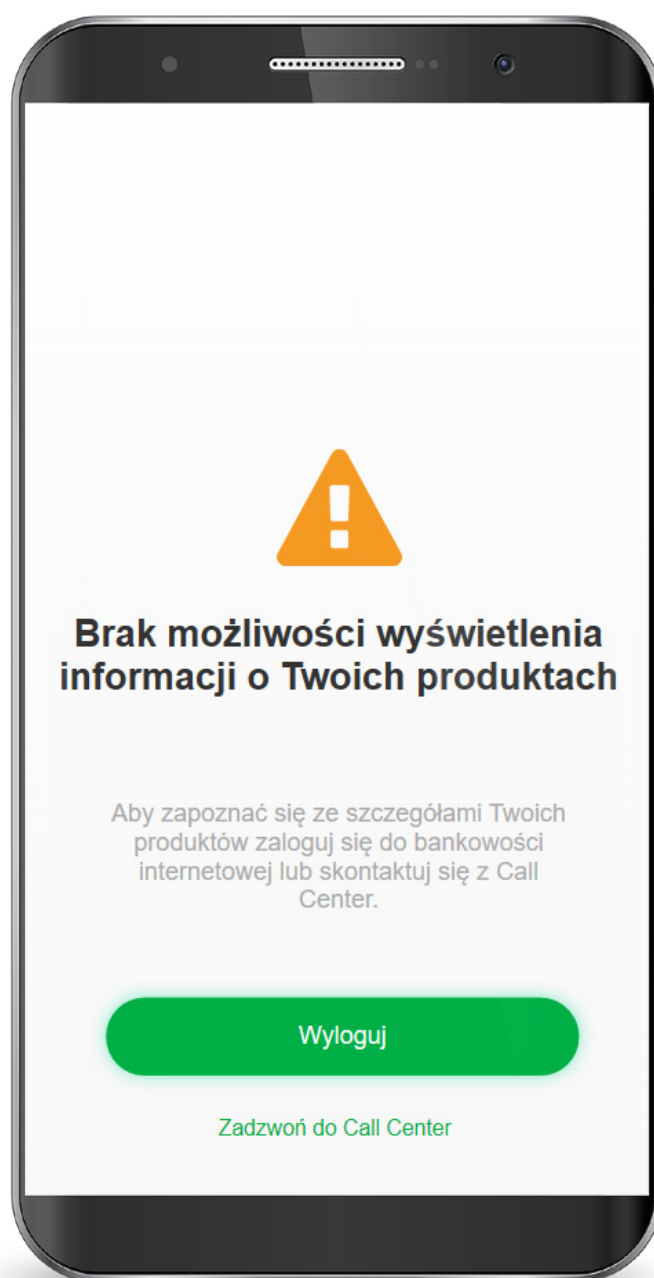 Brak możliwości wyświetlenia
informacji o Twoich produktach
Aby zapoznać się ze szczegółami Twoich
produktów zaloguj się do bankowości
internetowej lub skontaktuj się z Call
Center.
Wyloguj
Zadzwoń do Call Center